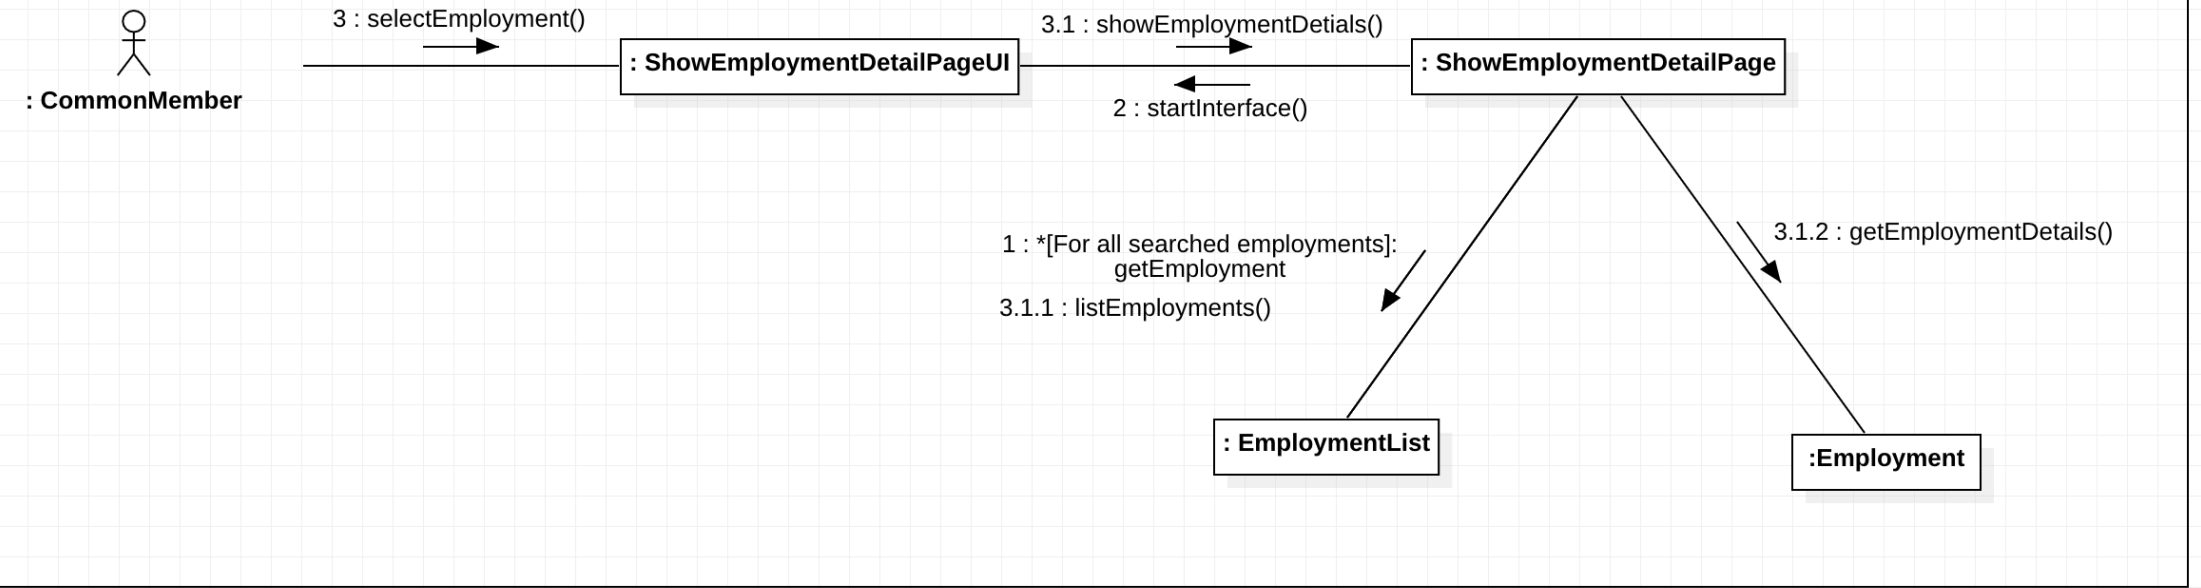 3 : selectEmployment()
3.1 : showEmploymentDetials()
: ShowEmploymentDetailPageUI
: ShowEmploymentDetailPage
: CommonMember
2 : startInterface()
1 : *[For all searched employments]:
getEmployment
3.1.2 : getEmploymentDetails()
3.1.1 : listEmployments()
: EmploymentList
:Employment